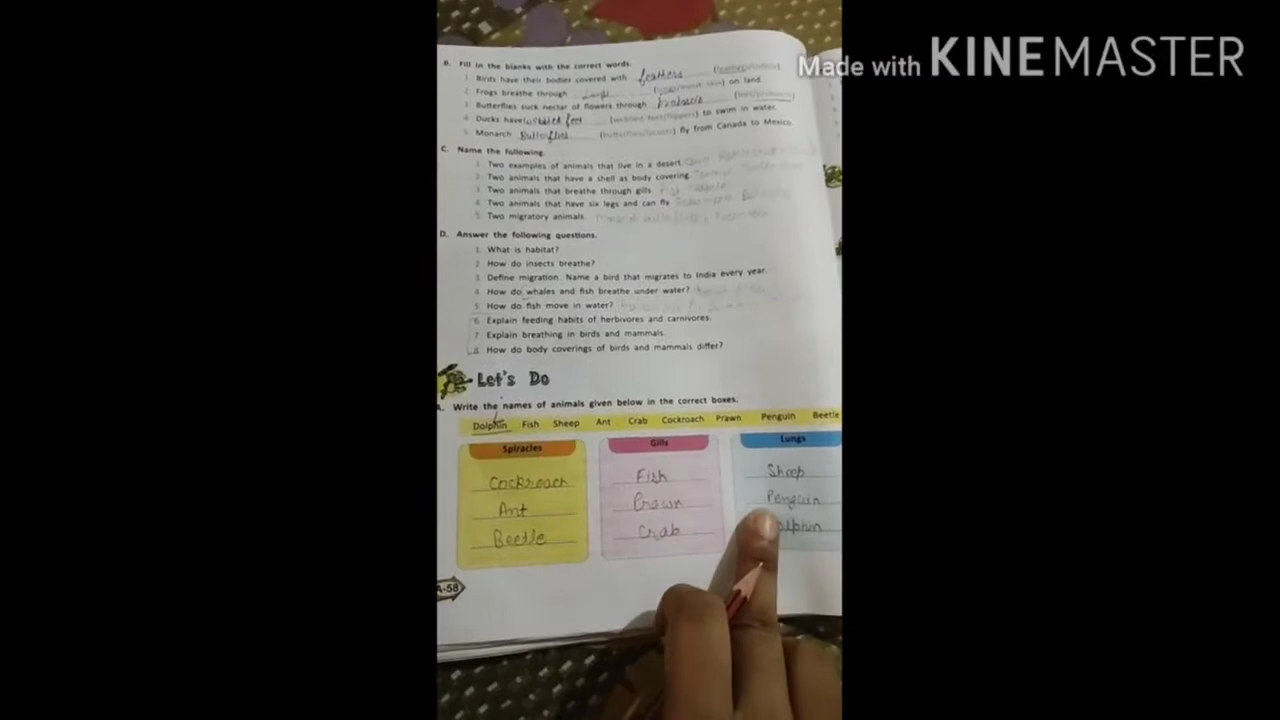 Made with KINEMASTER
B. Fill in the blanks with the correct words.
1. Birds have their bodies covered with feathers
2. Frogs breathe through Lungs on land.
3. Butterflies suck nectar of flowers through
4. Ducks have webbed feet (webbed feet/flippers) to swim in water.
5. Monarch Butterflies fly from Canada to Mexico.
C. Name the following.
1. Two examples of animals that live in a desert.
2. Two animals that have a shell as body covering.
3. Two animals that breathe through gills.
4. Two animals that have six legs and can fly.
5. Two migratory animals.
D. Answer the following questions.
1. What is habitat?
2. How do insects breathe?
3. Define migration. Name a bird that migrates to India every year.
4. How do whales and fish breathe under water?
5. How do fish move in water?
6. Explain feeding habits of herbivores and carnivores.
7. Explain breathing in birds and mammals.
8. How do body coverings of birds and mammals differ?
Let's Do
A. Write the names of animals given below in the correct boxes.
Dolphin Fish Sheep Ant Crab Cockroach Prawn Penguin Beetle
Spiracles Gills Lungs
Cockroach Fish Sheep
Ant Penguin
Beetle Crab
A-58